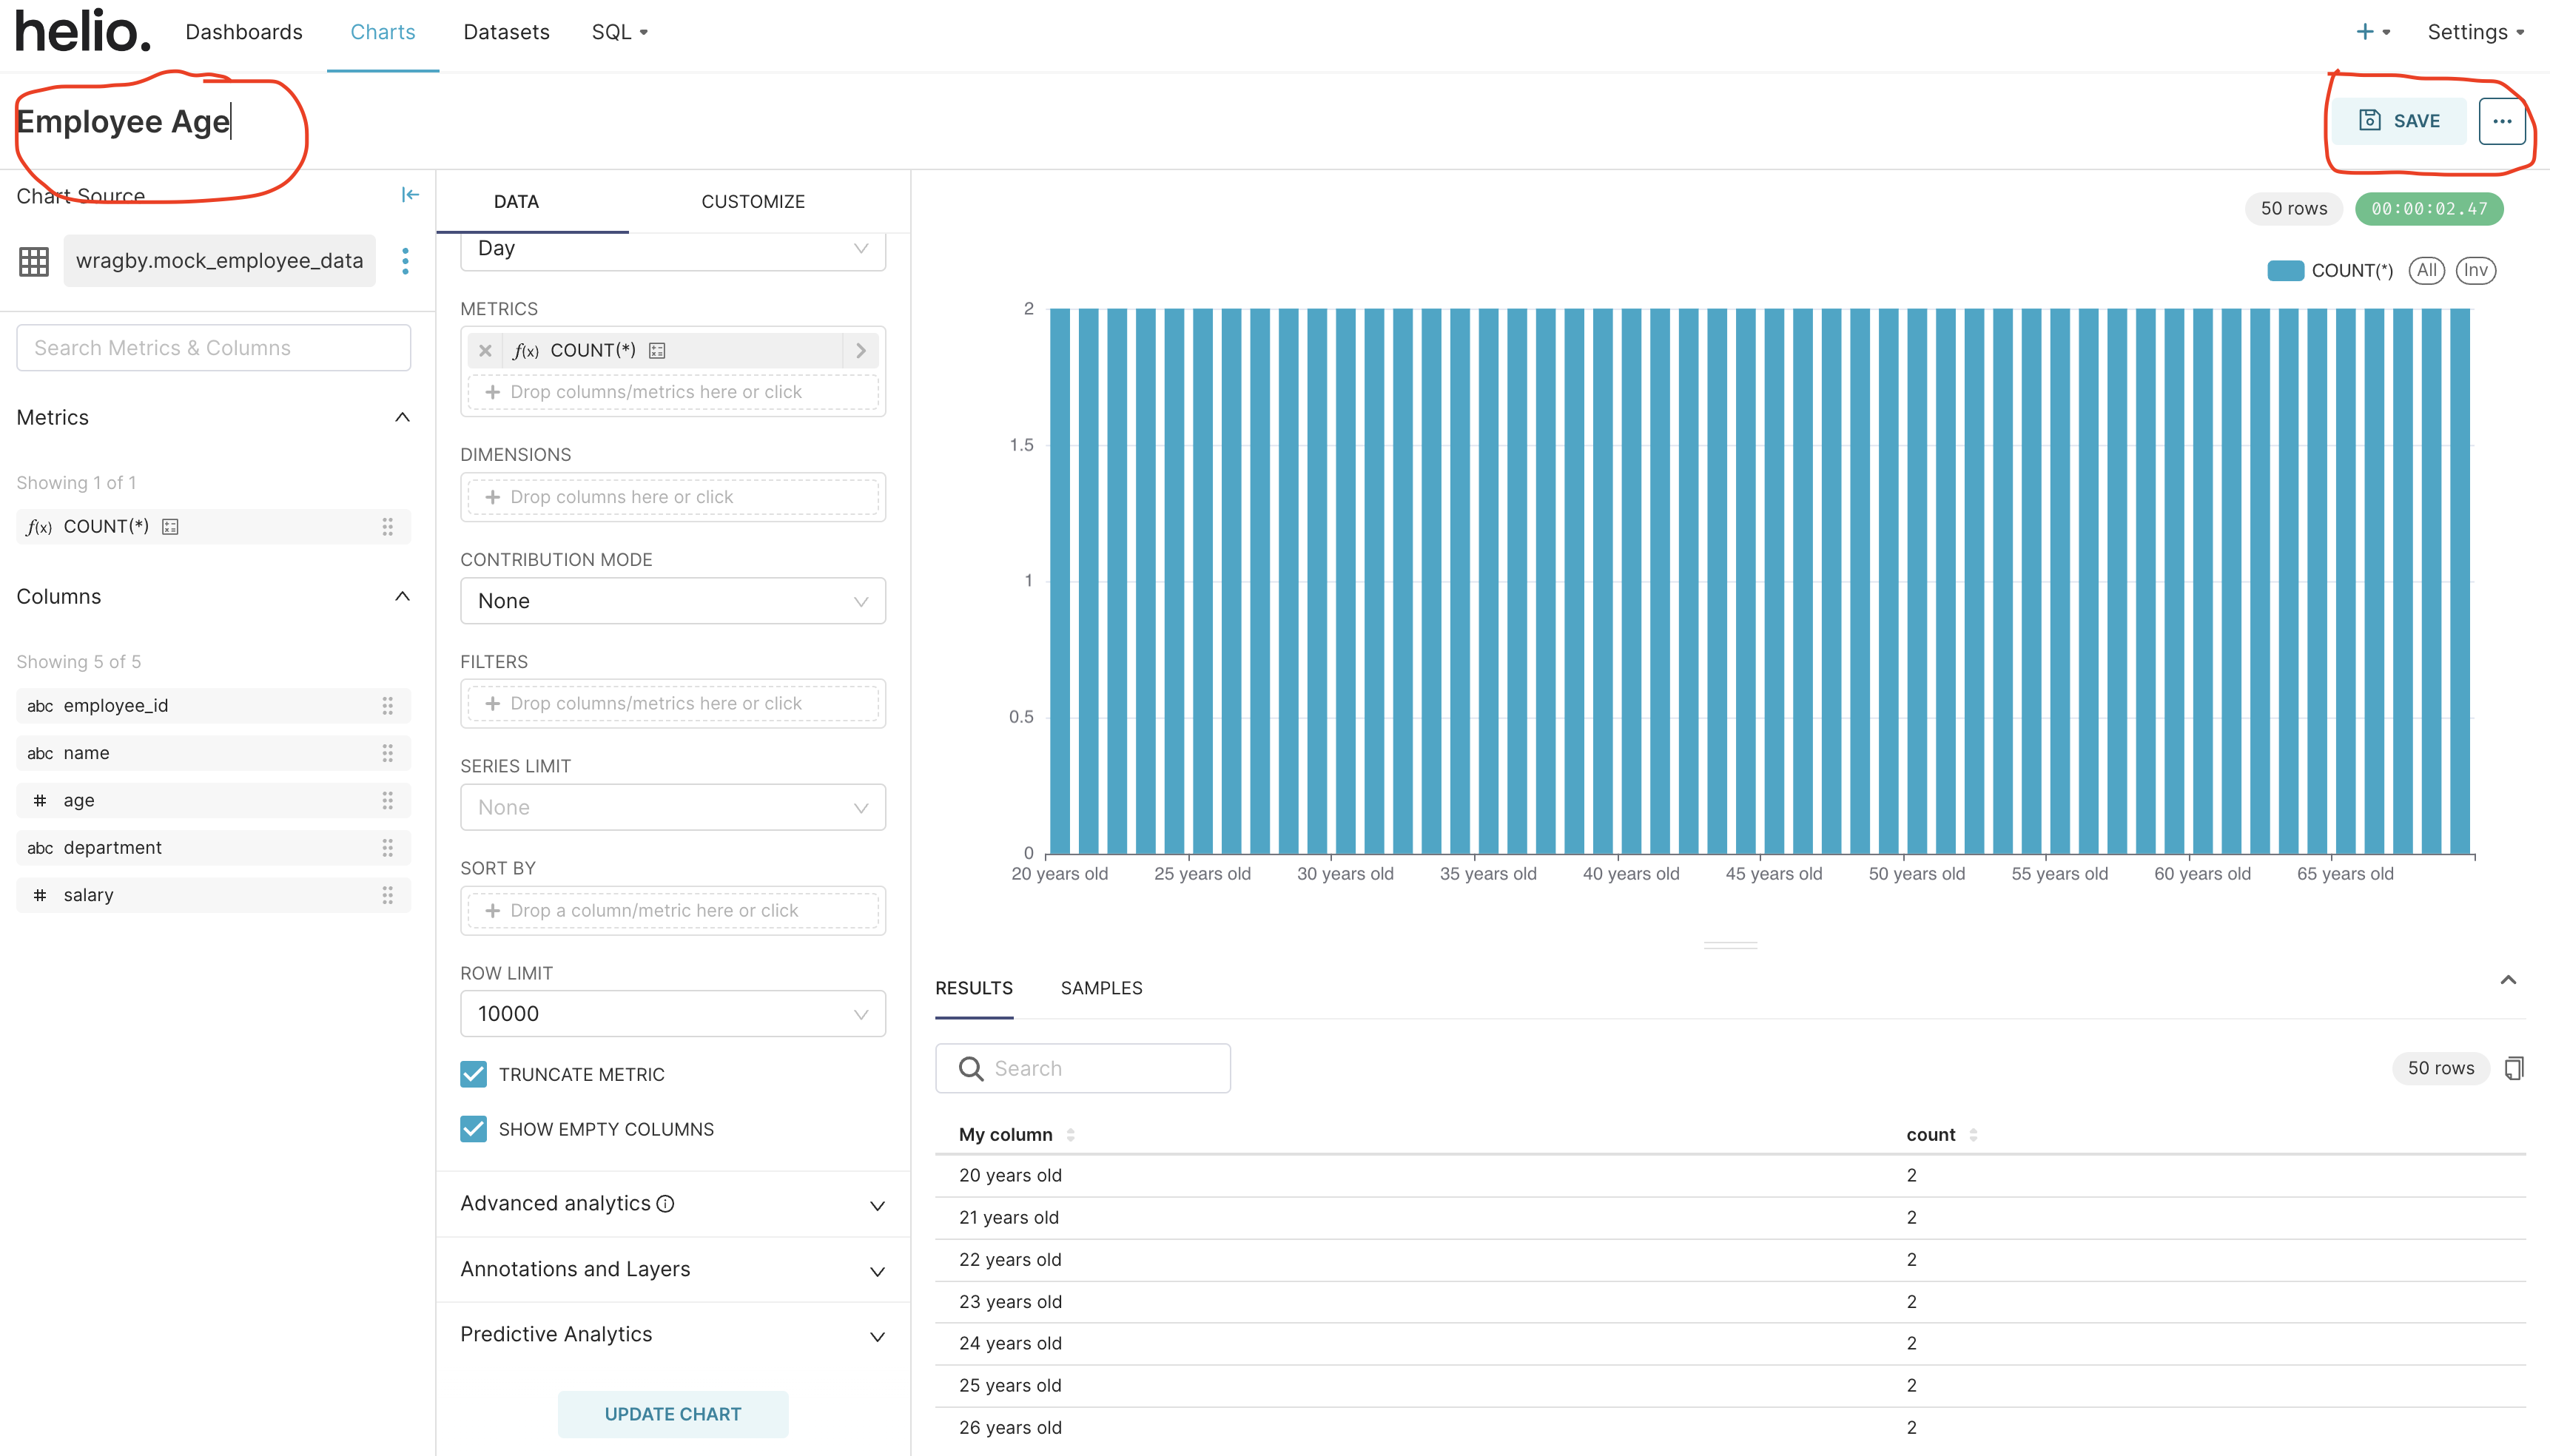 helio. Dashboards Charts Datasets SQL Settings
Employee Age
SAVE
Chart Source
wragby.mock_employee_data
Search Metrics & Columns
Metrics
Showing 1 of 1
f(x) COUNT(*)
Columns
Showing 5 of 5
abc employee_id
abc name
# age
abc department
# salary
DATA CUSTOMIZE
Day
METRICS
f(x) COUNT(*)
Drop columns/metrics here or click
DIMENSIONS
Drop columns here or click
CONTRIBUTION MODE
None
FILTERS
Drop columns/metrics here or click
SERIES LIMIT
None
SORT BY
Drop a column/metric here or click
ROW LIMIT
10000
TRUNCATE METRIC
SHOW EMPTY COLUMNS
Advanced analytics
Annotations and Layers
Predictive Analytics
UPDATE CHART
50 rows 00:00:02.47
COUNT(*) All Inv
2
1.5
1
0.5
0
20 years old 25 years old 30 years old 35 years old 40 years old 45 years old 50 years old 55 years old 60 years old 65 years old
RESULTS SAMPLES
Search
50 rows
My column count
20 years old 2
21 years old 2
22 years old 2
23 years old 2
24 years old 2
25 years old 2
26 years old 2